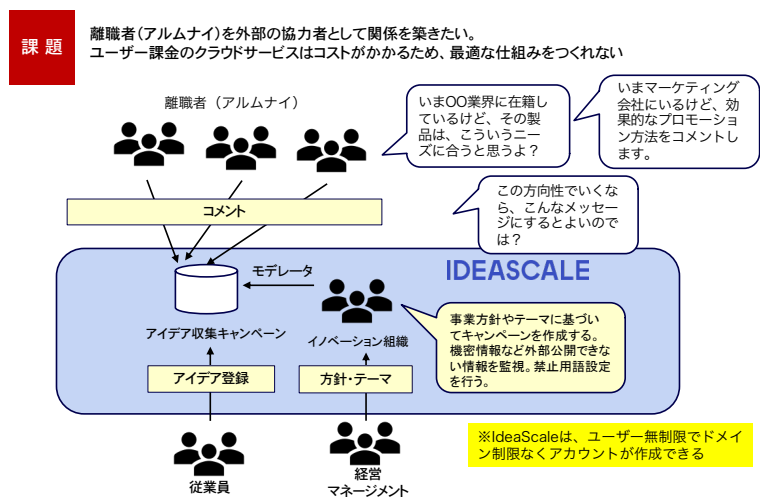 課 題
離職者（アルムナイ）を外部の協力者として関係を築きたい。
ユーザー課金のクラウドサービスはコストがかかるため、最適な仕組みをつくれない
離職者（アルムナイ）
いまOO業界に在籍し
ているけど、その製
品は、こういうニー
ズに合うと思うよ？
いまマーケティング
会社にいるけど、効
果的なプロモーション
方法をコメントし
ます。
この方向性でいくな
ら、こんなメッセー
ジにするとよいので
は？
コメント
IDEASCALE
モデレータ
アイデア収集キャンペーン
イノベーション組織
事業方針やテーマに基づい
てキャンペーンを作成する。
機密情報など外部公開できな
い情報を監視。禁止用語設定
を行う。
アイデア登録
方針・テーマ
従業員
経営
マネージメント
※IdeaScaleは、ユーザー無制限でドメイ
ン制限なくアカウントが作成できる